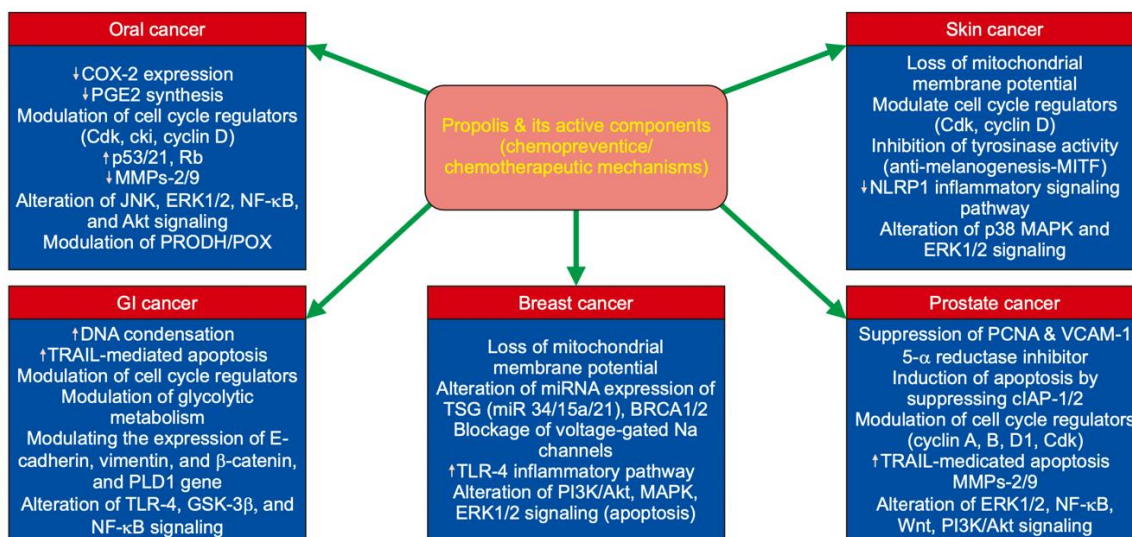 Oral cancer
↓COX-2 expression
↓PGE2 synthesis
Modulation of cell cycle regulators
(Cdk, cki, cyclin D)
↑p53/21, Rb
↓MMPs-2/9
Alteration of JNK, ERK1/2, NF-κB,
and Akt signaling
Modulation of PRODH/POX
Propolis & its active components
(chemopreventice/
chemotherapeutic mechanisms)
Skin cancer
Loss of mitochondrial
membrane potential
Modulate cell cycle regulators
(Cdk, cyclin D)
Inhibition of tyrosinase activity
(anti-melanogenesis-MITF)
↓NLRP1 inflammatory signaling
pathway
Alteration of p38 MAPK and
ERK1/2 signaling
GI cancer
↑DNA condensation
↑TRAIL-mediated apoptosis
Modulation of cell cycle regulators
Modulation of glycolytic
metabolism
Modulating the expression of E-
cadherin, vimentin, and β-catenin,
and PLD1 gene
Alteration of TLR-4, GSK-3β, and
NF-κB signaling
Breast cancer
Loss of mitochondrial
membrane potential
Alteration of miRNA expression of
TSG (miR 34/15a/21), BRCA1/2
Blockage of voltage-gated Na
channels
↑TLR-4 inflammatory pathway
Alteration of PI3K/Akt, MAPK,
ERK1/2 signaling (apoptosis)
Prostate cancer
Suppression of PCNA & VCAM-1
5-α reductase inhibitor
Induction of apoptosis by
suppressing cIAP-1/2
Modulation of cell cycle regulators
(cyclin A, B, D1, Cdk)
↑TRAIL-medicated apoptosis
MMPs-2/9
Alteration of ERK1/2, NF-κB,
Wnt, PI3K/Akt signaling